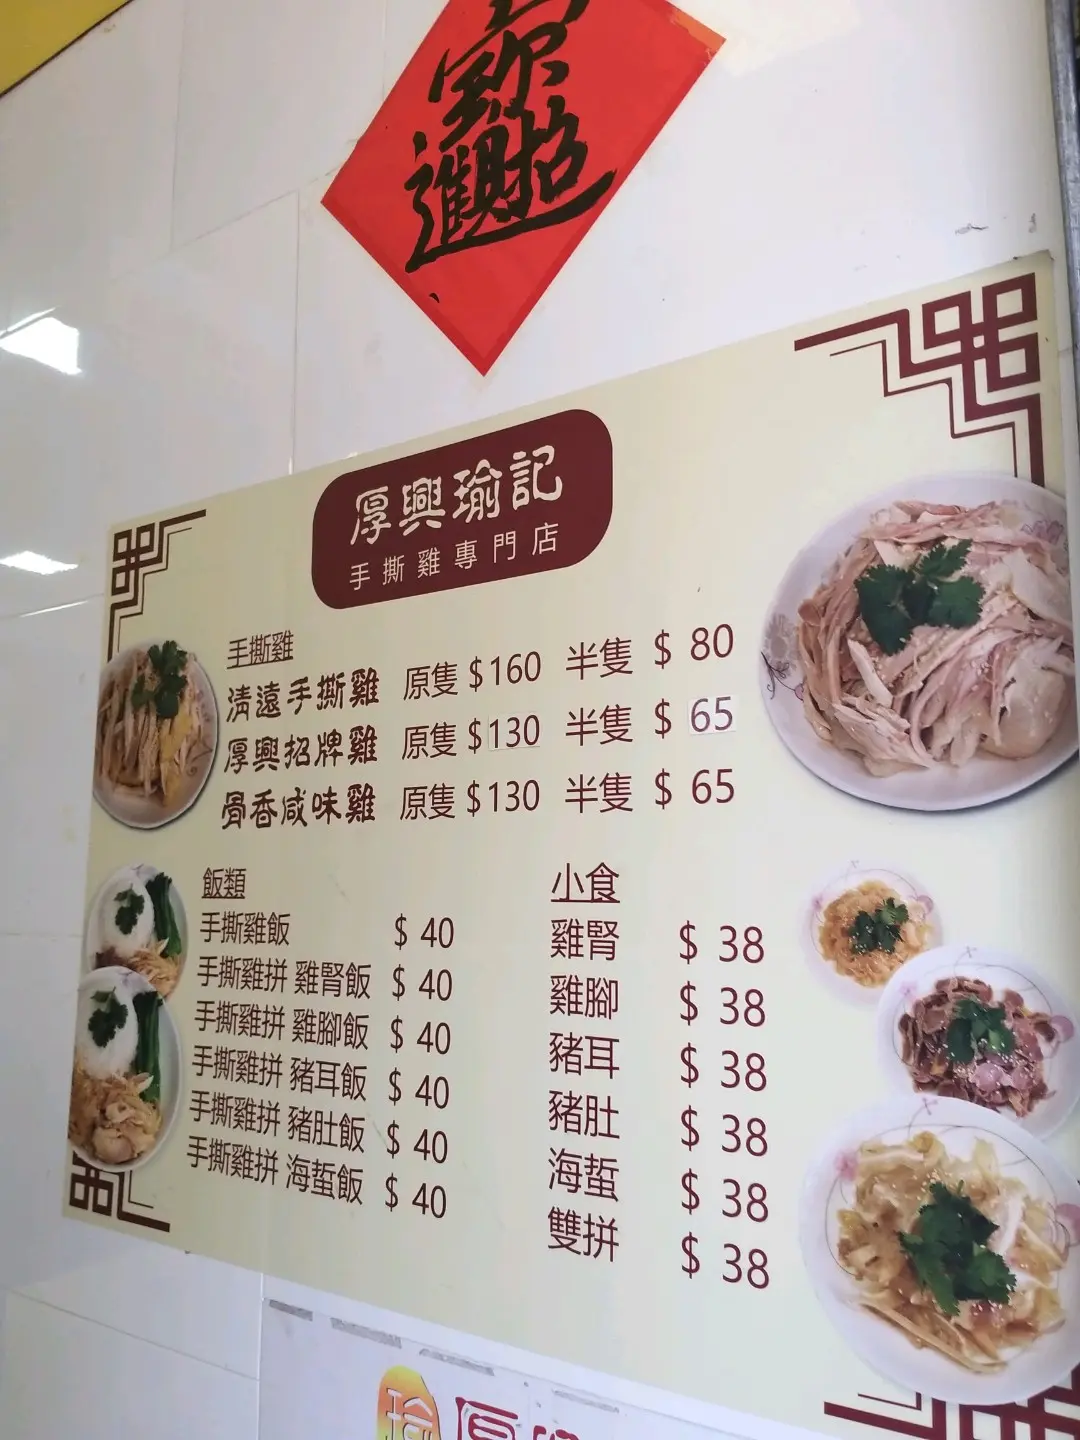 招財進寶
厚興瑜記
手撕雞專門店
手撕雞
清遠手撕雞 原隻 $160 半隻 $ 80
厚興招牌雞 原隻 $130 半隻 $ 65
骨香咸味雞 原隻 $130 半隻 $ 65
飯類
手撕雞飯 $ 40
手撕雞拼 雞腎飯 $ 40
手撕雞拼 雞腳飯 $ 40
手撕雞拼 豬耳飯 $ 40
手撕雞拼 豬肚飯 $ 40
手撕雞拼 海蜇飯 $ 40
小食
雞腎 $ 38
雞腳 $ 38
豬耳 $ 38
豬肚 $ 38
海蜇 $ 38
雙拼 $ 38
瑜 厚